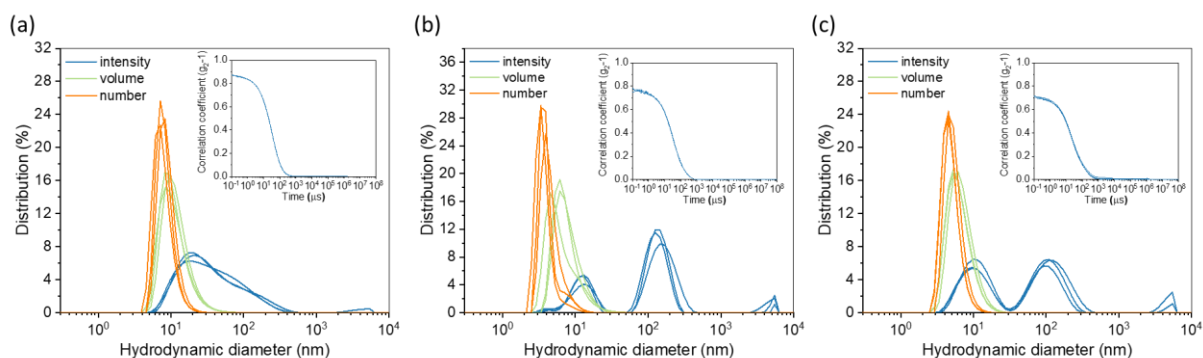 (a)
32
28
24
20
16
12
8
4
0
Distribution (%)
intensity
volume
number
1.0
0.8
0.6
0.4
0.2
0.0
Correlation coefficient (g₂-1)
10⁻¹10⁰10¹10²10³10⁴10⁵10⁶10⁷10⁸
Time (μs)
10⁰ 10¹ 10² 10³ 10⁴
Hydrodynamic diameter (nm)
(b)
36
32
28
24
20
16
12
8
4
0
Distribution (%)
intensity
volume
number
1.0
0.8
0.6
0.4
0.2
0.0
Correlation coefficient (g₂-1)
10⁻¹10⁰10¹10²10³10⁴10⁵10⁶10⁷10⁸
Time (μs)
10⁰ 10¹ 10² 10³ 10⁴
Hydrodynamic diameter (nm)
(c)
32
28
24
20
16
12
8
4
0
Distribution (%)
intensity
volume
number
1.0
0.8
0.6
0.4
0.2
0.0
Correlation coefficient (g₂-1)
10⁻¹10⁰10¹10²10³10⁴10⁵10⁶10⁷10⁸
Time (μs)
10⁰ 10¹ 10² 10³ 10⁴
Hydrodynamic diameter (nm)